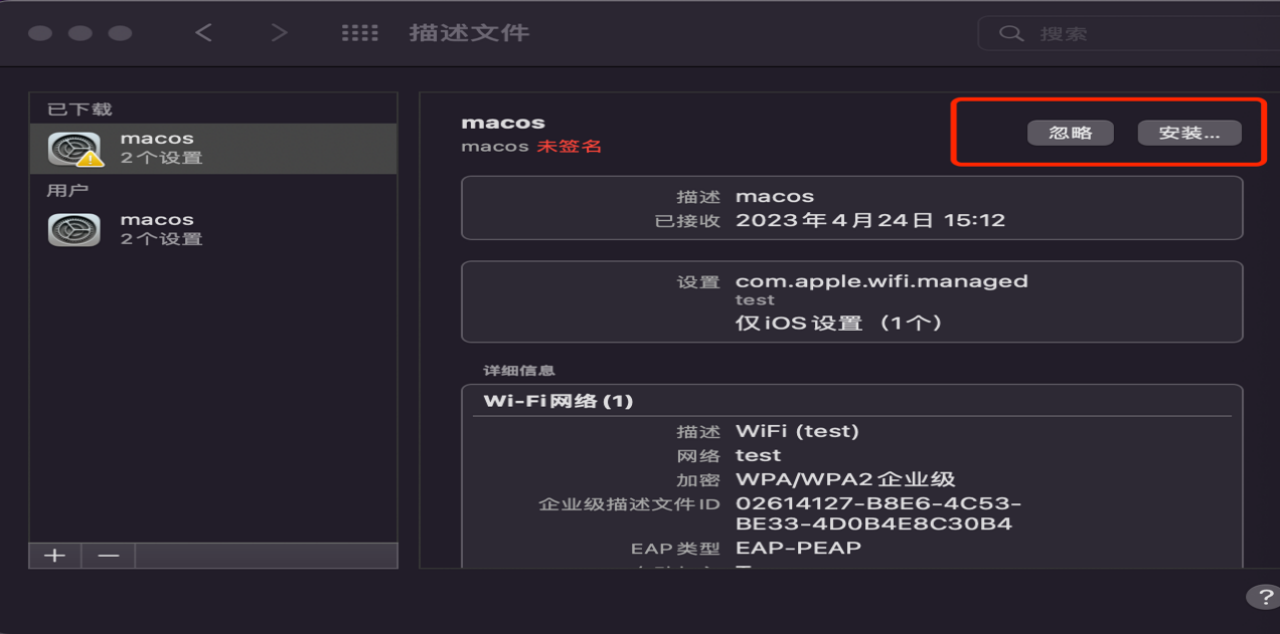 描述文件
搜索
已下载
macos
2个设置
用户
macos
2个设置
macos
macos 未签名
忽略
安装...
描述 macos
已接收 2023年4月24日 15:12
设置 com.apple.wifi.managed
test
仅iOS设置（1个）
详细信息
Wi-Fi网络 (1)
描述 WiFi (test)
网络 test
加密 WPA/WPA2企业级
企业级描述文件ID 02614127-B8E6-4C53-
BE33-4D0B4E8C30B4
EAP类型 EAP-PEAP
?